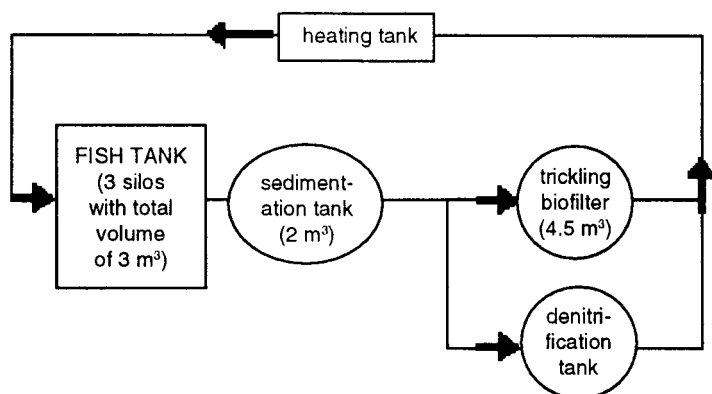 heating tank
FISH TANK
(3 silos
with total
volume
of 3 m³)
sediment-
ation tank
(2 m³)
trickling
biofilter
(4.5 m³)
denitri-
fication
tank